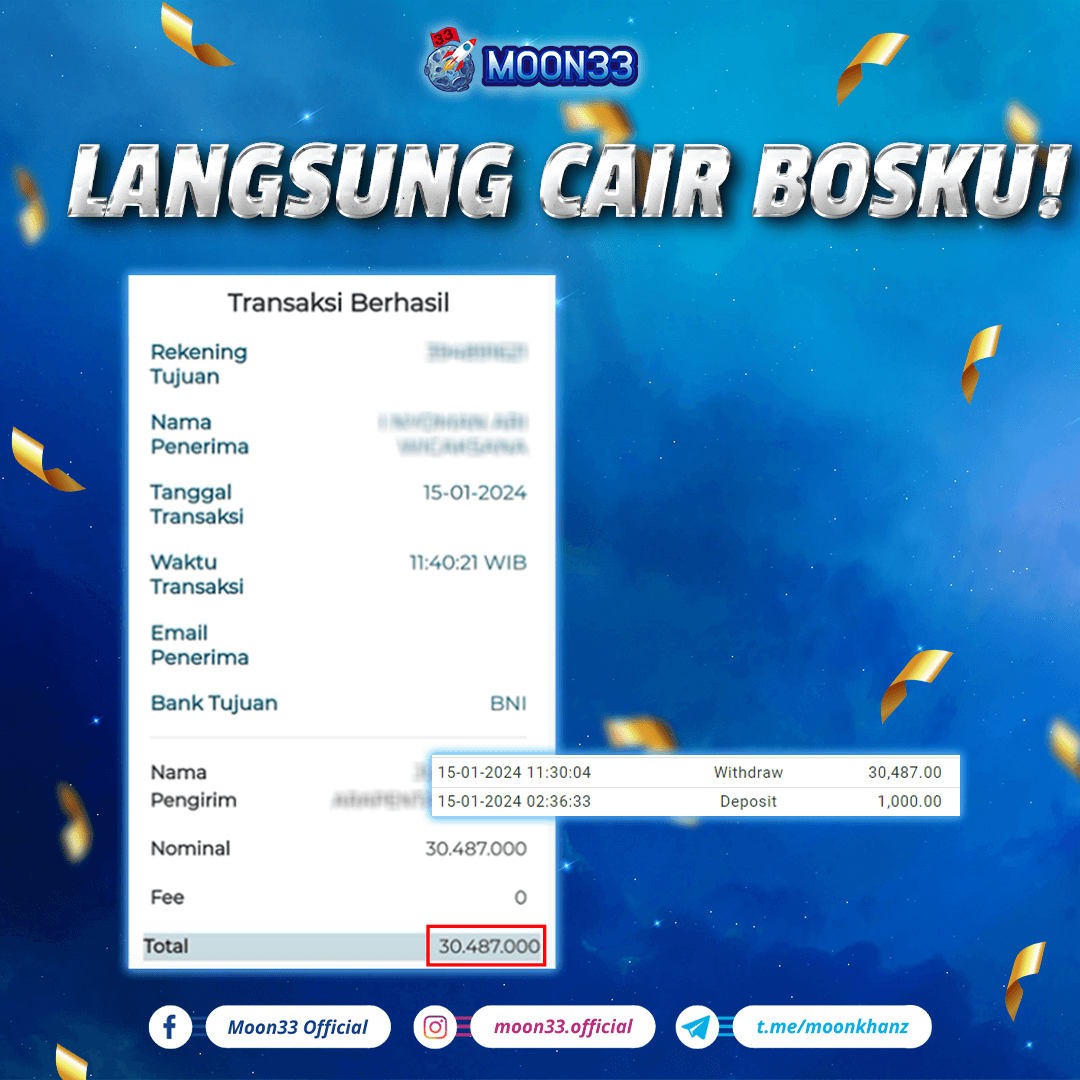 33
MOON33
LANGSUNG CAIR BOSKU!
Transaksi Berhasil
Rekening
Tujuan
Nama
Penerima
Tanggal 15-01-2024
Transaksi
Waktu 11:40:21 WIB
Transaksi
Email
Penerima
Bank Tujuan BNI
Nama
Pengirim
15-01-2024 11:30:04 Withdraw 30,487.00
15-01-2024 02:36:33 Deposit 1,000.00
Nominal 30.487.000
Fee 0
Total 30.487.000
Moon33 Official
moon33.official
t.me/moonkhanz